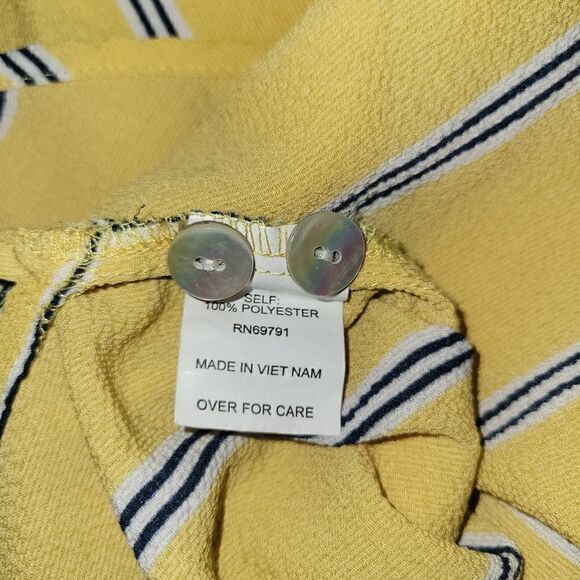 SELF:
100% POLYESTER
RN69791
MADE IN VIET NAM
OVER FOR CARE